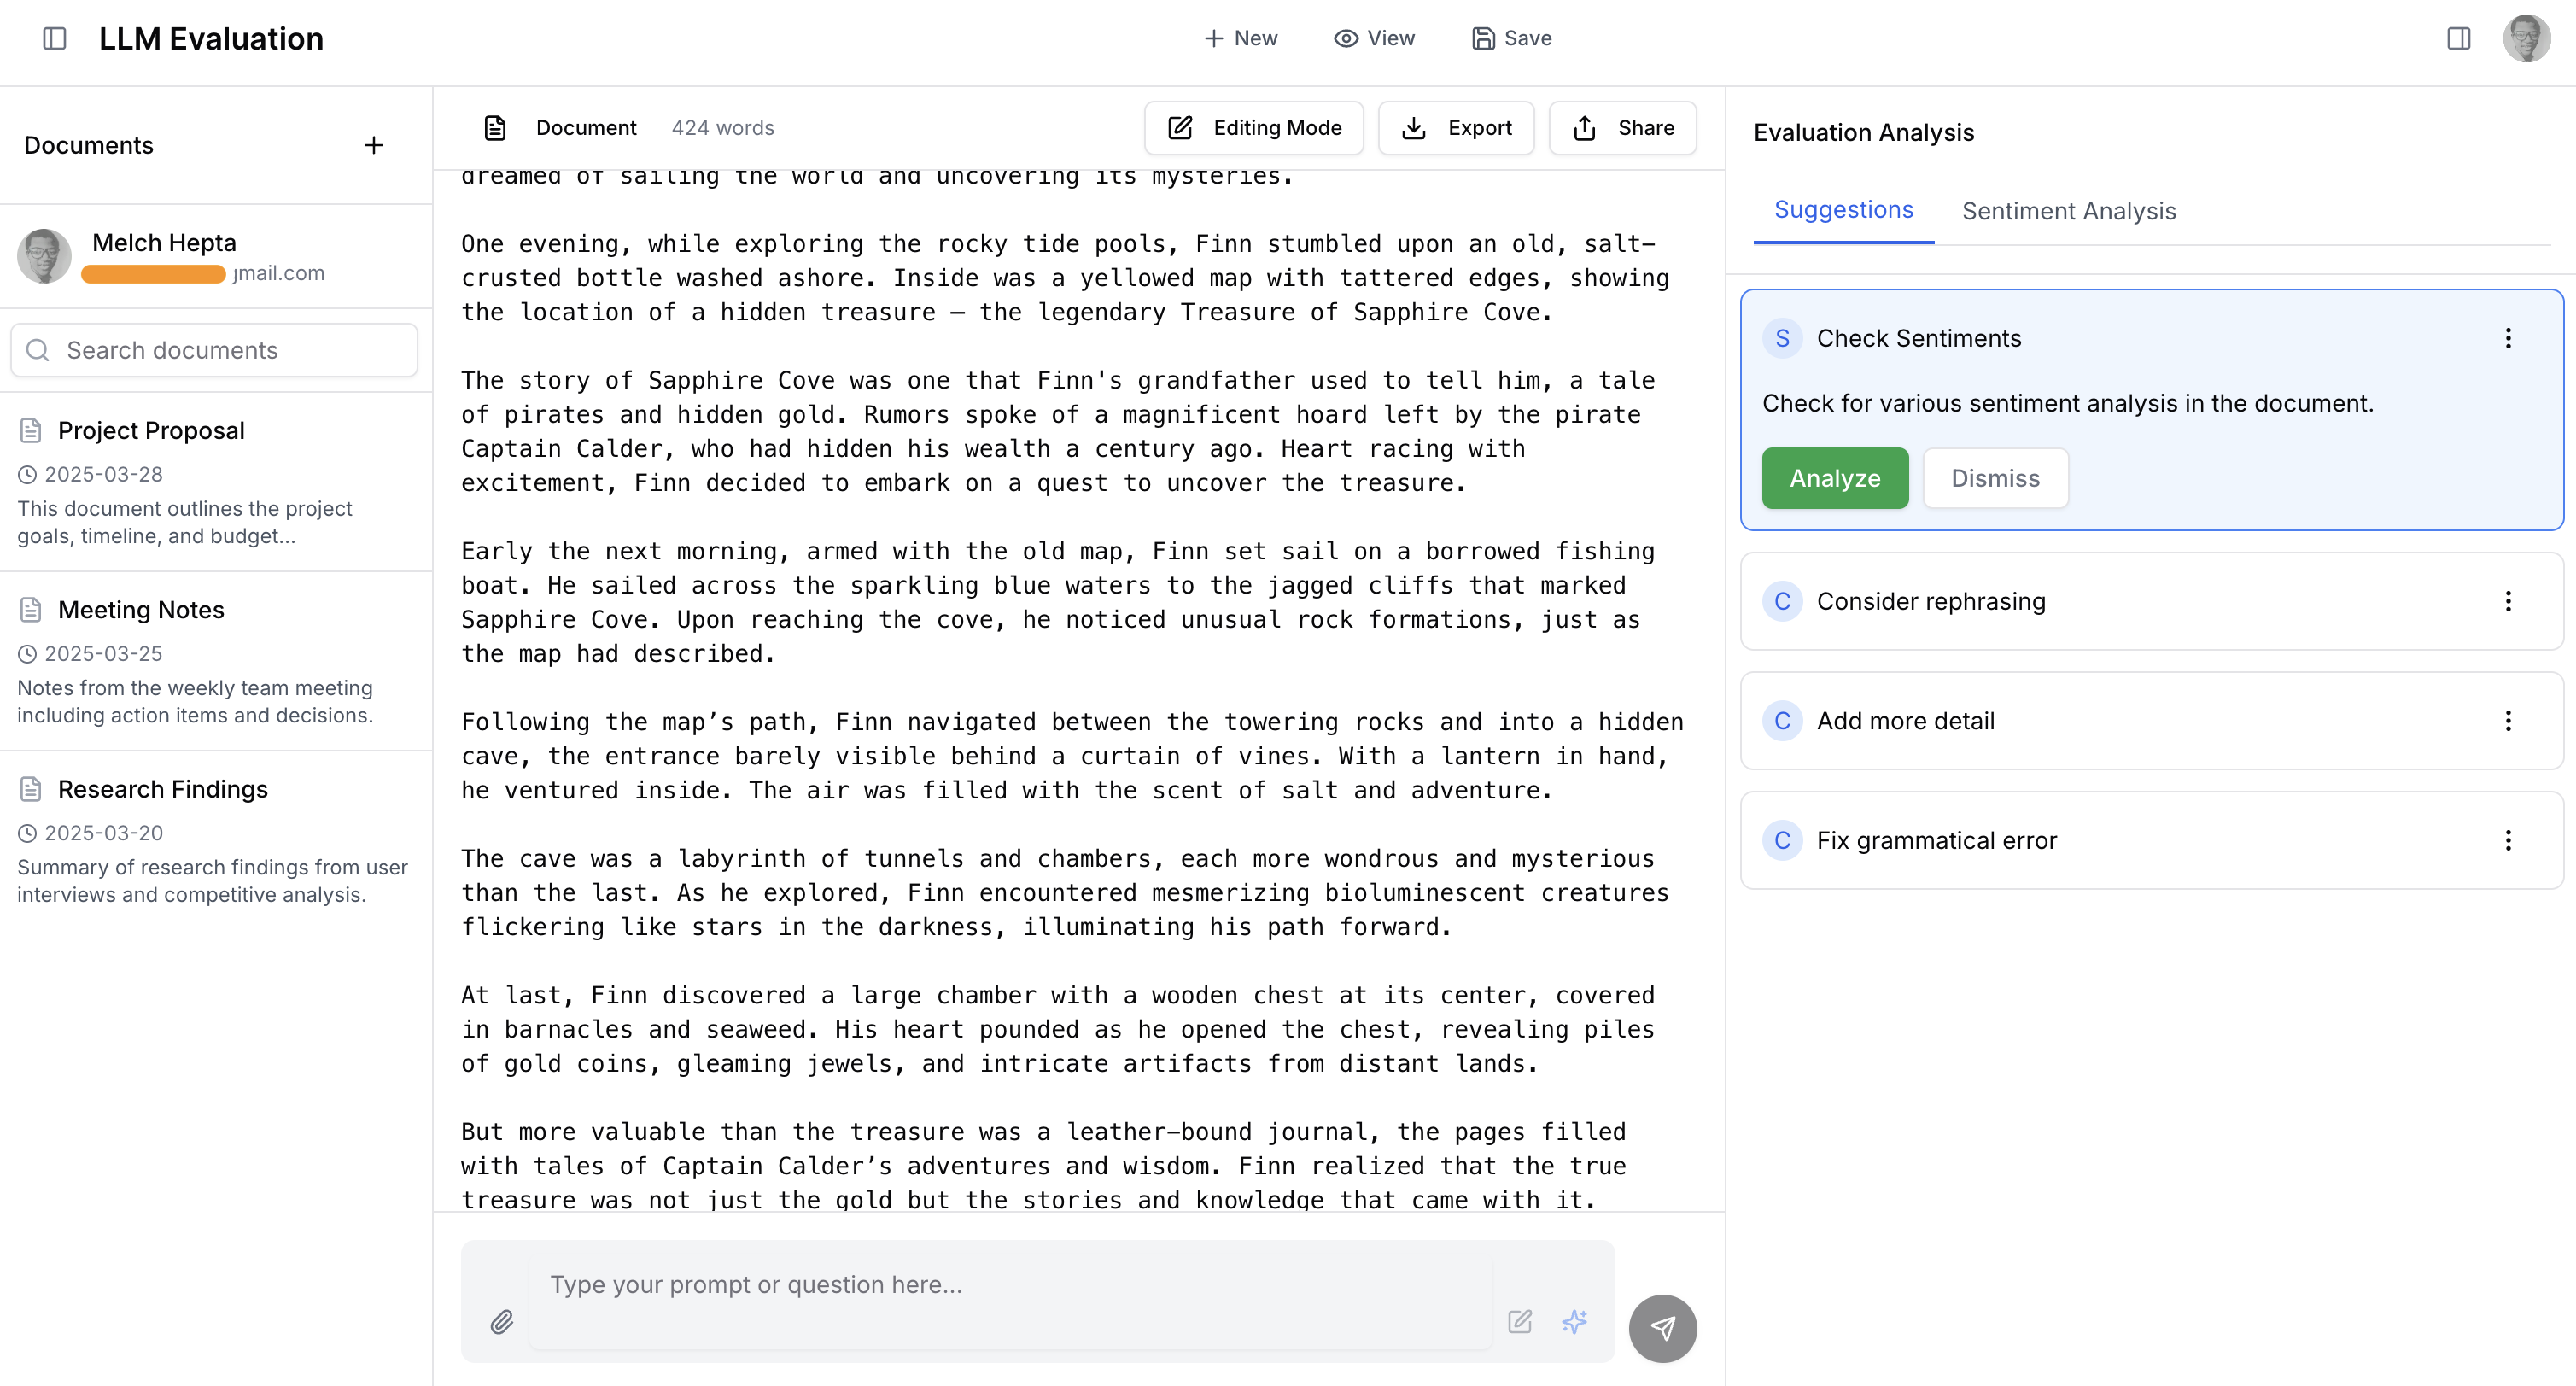 LLM Evaluation
New
View
Save
Documents
Melch Hepta
mail.com
Search documents
Project Proposal
2025-03-28
This document outlines the project
goals, timeline, and budget...
Meeting Notes
2025-03-25
Notes from the weekly team meeting
including action items and decisions.
Research Findings
2025-03-20
Summary of research findings from user
interviews and competitive analysis.
Document 424 words
Editing Mode
Export
Share
dreamed of sailing the world and uncovering its mysteries.
One evening, while exploring the rocky tide pools, Finn stumbled upon an old, salt-
crusted bottle washed ashore. Inside was a yellowed map with tattered edges, showing
the location of a hidden treasure — the legendary Treasure of Sapphire Cove.
The story of Sapphire Cove was one that Finn's grandfather used to tell him, a tale
of pirates and hidden gold. Rumors spoke of a magnificent hoard left by the pirate
Captain Calder, who had hidden his wealth a century ago. Heart racing with
excitement, Finn decided to embark on a quest to uncover the treasure.
Early the next morning, armed with the old map, Finn set sail on a borrowed fishing
boat. He sailed across the sparkling blue waters to the jagged cliffs that marked
Sapphire Cove. Upon reaching the cove, he noticed unusual rock formations, just as
the map had described.
Following the map’s path, Finn navigated between the towering rocks and into a hidden
cave, the entrance barely visible behind a curtain of vines. With a lantern in hand,
he ventured inside. The air was filled with the scent of salt and adventure.
The cave was a labyrinth of tunnels and chambers, each more wondrous and mysterious
than the last. As he explored, Finn encountered mesmerizing bioluminescent creatures
flickering like stars in the darkness, illuminating his path forward.
At last, Finn discovered a large chamber with a wooden chest at its center, covered
in barnacles and seaweed. His heart pounded as he opened the chest, revealing piles
of gold coins, gleaming jewels, and intricate artifacts from distant lands.
But more valuable than the treasure was a leather-bound journal, the pages filled
with tales of Captain Calder’s adventures and wisdom. Finn realized that the true
treasure was not just the gold but the stories and knowledge that came with it.
Type your prompt or question here...
Evaluation Analysis
Suggestions
Sentiment Analysis
S Check Sentiments
Check for various sentiment analysis in the document.
Analyze
Dismiss
C Consider rephrasing
C Add more detail
C Fix grammatical error